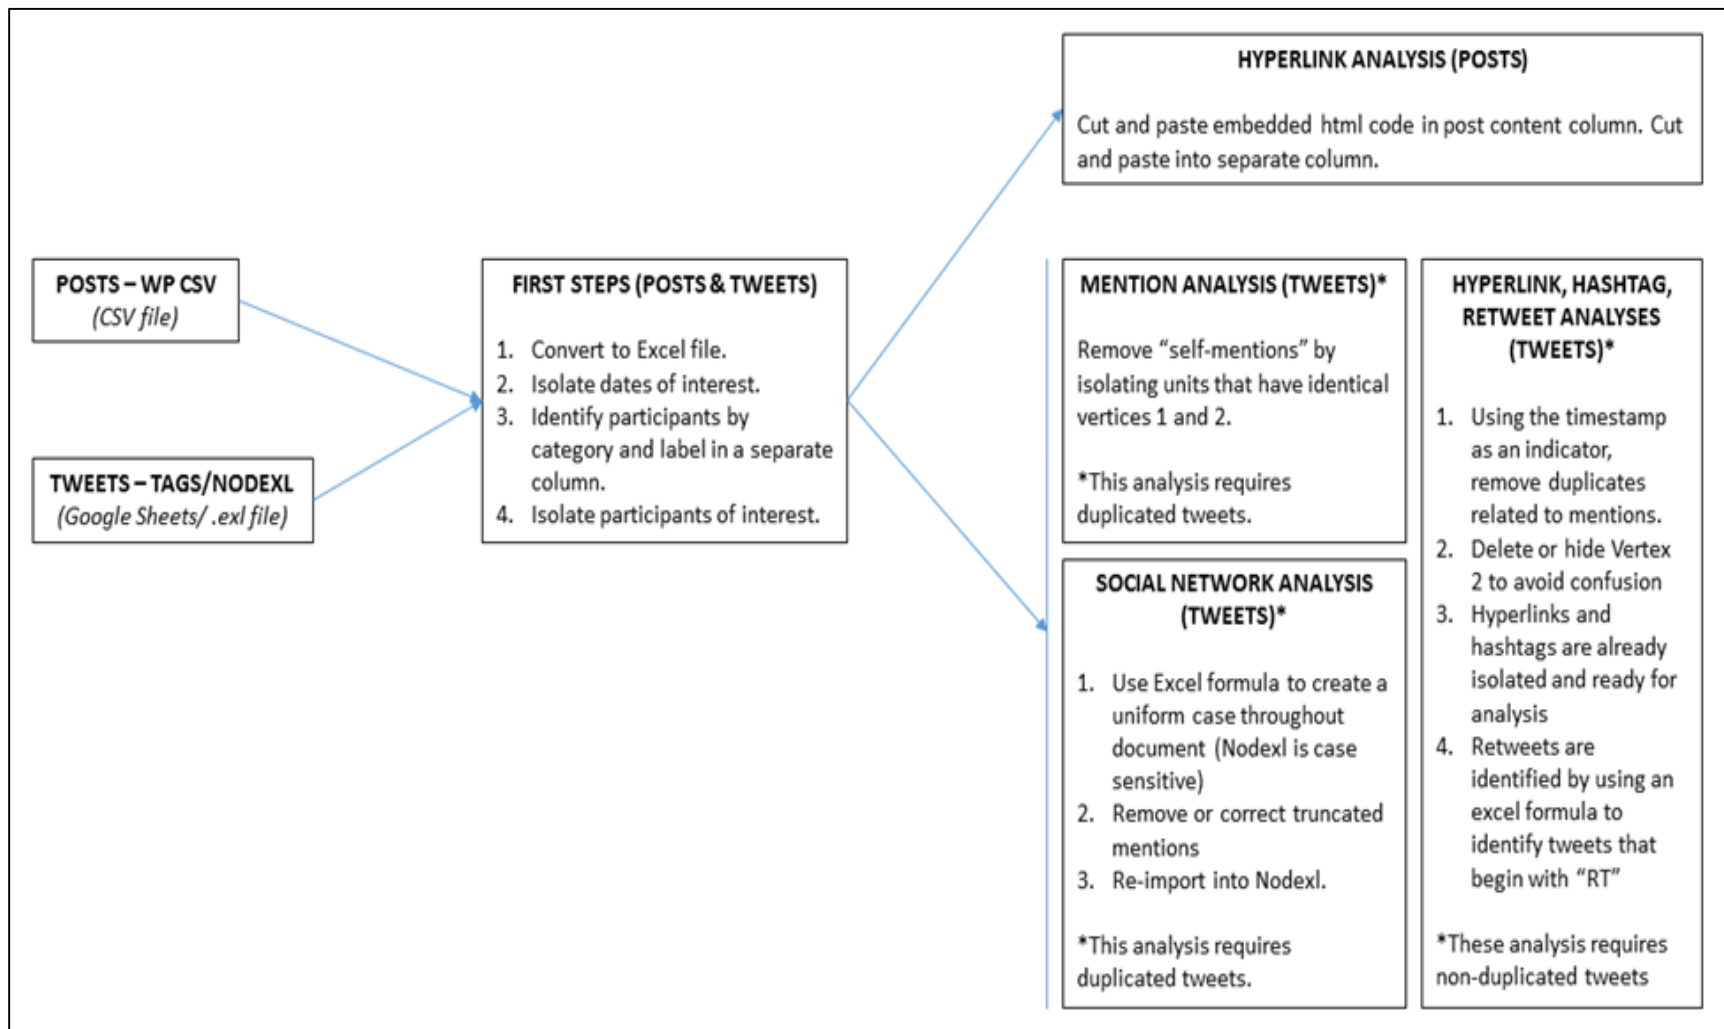 POSTS – WP CSV
(CSV file)
TWEETS – TAGS/NODEXL
(Google Sheets/ .exl file)
FIRST STEPS (POSTS & TWEETS)
1. Convert to Excel file.
2. Isolate dates of interest.
3. Identify participants by
category and label in a separate
column.
4. Isolate participants of interest.
HYPERLINK ANALYSIS (POSTS)
Cut and paste embedded html code in post content column. Cut
and paste into separate column.
MENTION ANALYSIS (TWEETS)*
Remove “self-mentions” by
isolating units that have identical
vertices 1 and 2.
*This analysis requires
duplicated tweets.
SOCIAL NETWORK ANALYSIS
(TWEETS)*
1. Use Excel formula to create a
uniform case throughout
document (Nodexl is case
sensitive)
2. Remove or correct truncated
mentions
3. Re-import into Nodexl.
*This analysis requires
duplicated tweets.
HYPERLINK, HASHTAG,
RETWEET ANALYSES
(TWEETS)*
1. Using the timestamp
as an indicator,
remove duplicates
related to mentions.
2. Delete or hide Vertex
2 to avoid confusion
3. Hyperlinks and
hashtags are already
isolated and ready for
analysis
4. Retweets are
identified by using an
excel formula to
identify tweets that
begin with “RT”
*These analysis requires
non-duplicated tweets